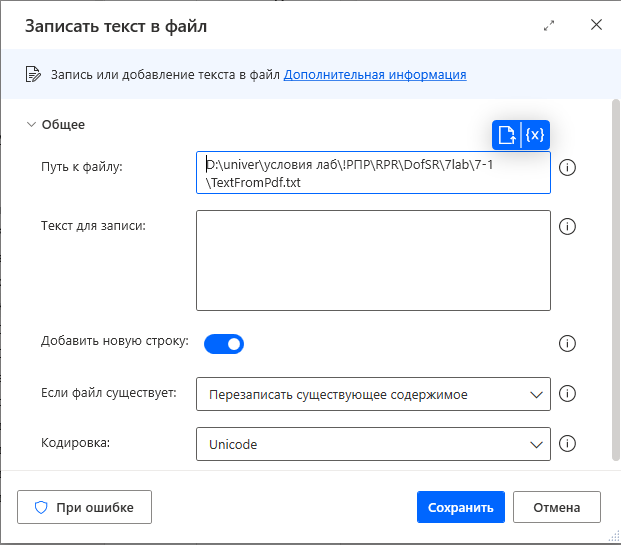 Записать текст в файл
Запись или добавление текста в файл Дополнительная информация
Общее
{x}
Путь к файлу:
D:\univer\условия лаб\!РПР\RPR\DofSR\7lab\7-1
\TextFromPdf.txt
Текст для записи:
Добавить новую строку:
Если файл существует:
Перезаписать существующее содержимое
Кодировка:
Unicode
При ошибке
Сохранить
Отмена